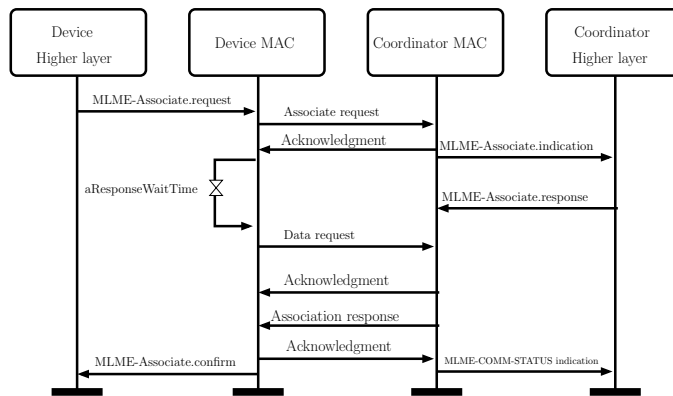 Device
Higher layer
Device MAC
Coordinator MAC
Coordinator
Higher layer
MLME-Associate.request
Associate request
Acknowledgment
MLME-Associate.indication
aResponseWaitTime
MLME-Associate.response
Data request
Acknowledgment
Association response
Acknowledgment
MLME-Associate.confirm
MLME-COMM-STATUS indication